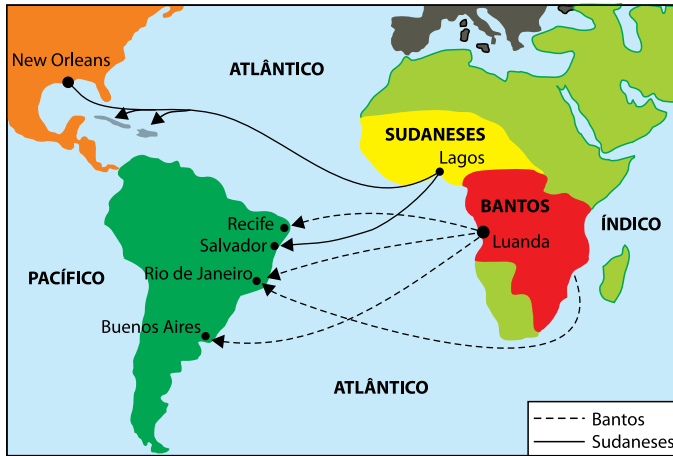 New Orleans
ATLÂNTICO
SUDANESES
Lagos
BANTOS
ÍNDICO
Recife
Salvador
Luanda
PACÍFICO
Rio de Janeiro
Buenos Aires
ATLÂNTICO
Bantos
Sudaneses